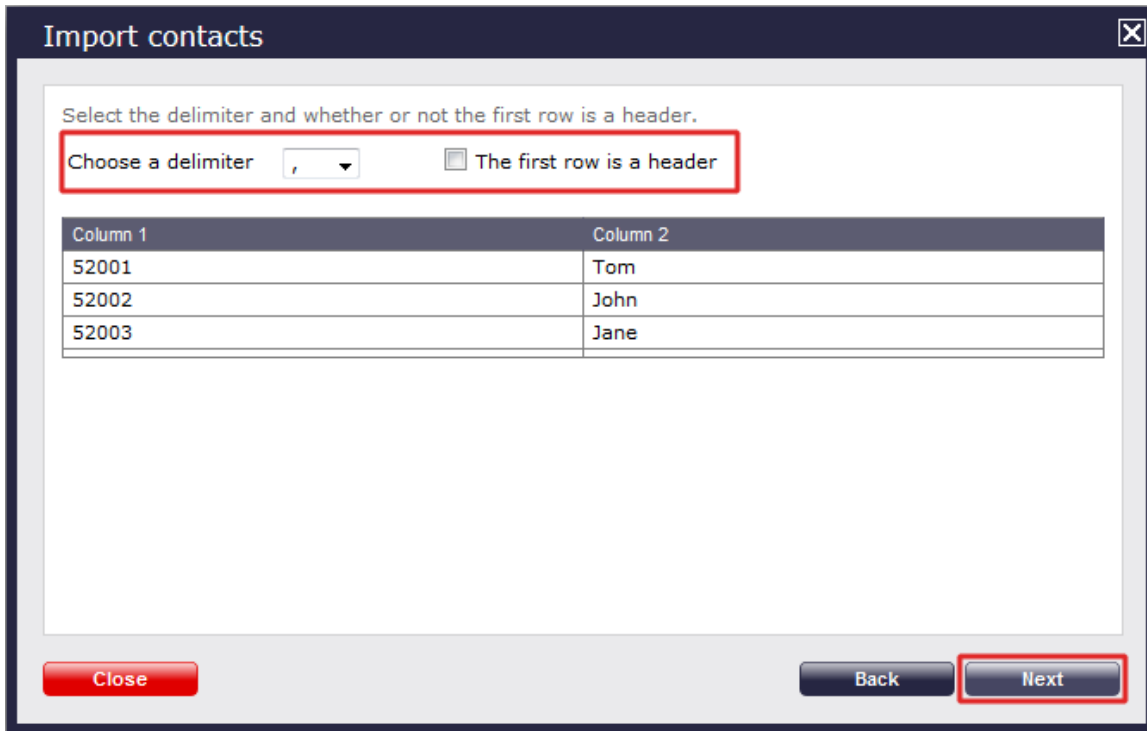 Import contacts
Select the delimiter and whether or not the first row is a header.
Choose a delimiter , The first row is a header
Column 1 Column 2
52001 Tom
52002 John
52003 Jane
Close Back Next